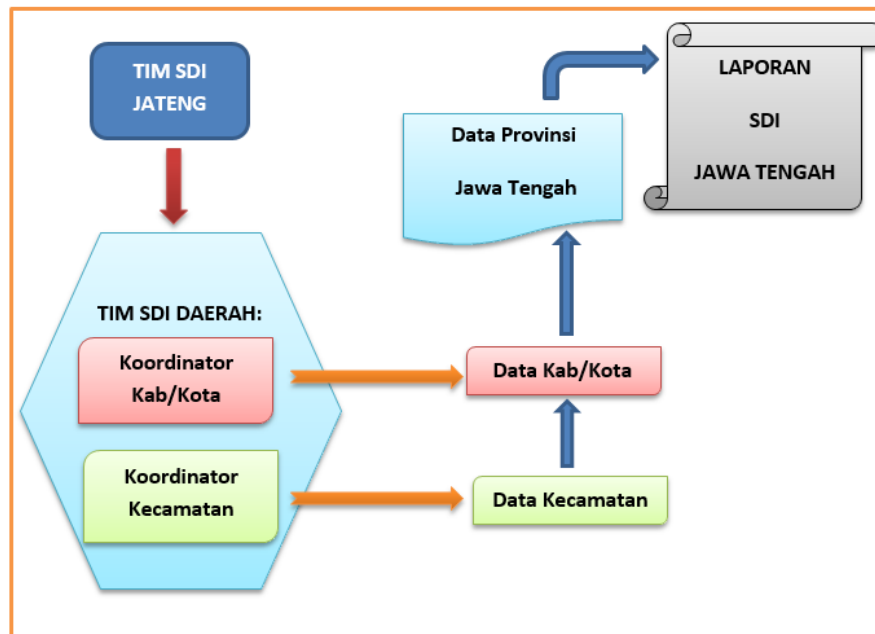 TIM SDI
JATENG
TIM SDI DAERAH:
Koordinator
Kab/Kota
Koordinator
Kecamatan
Data Provinsi
Jawa Tengah
LAPORAN
SDI
JAWA TENGAH
Data Kab/Kota
Data Kecamatan